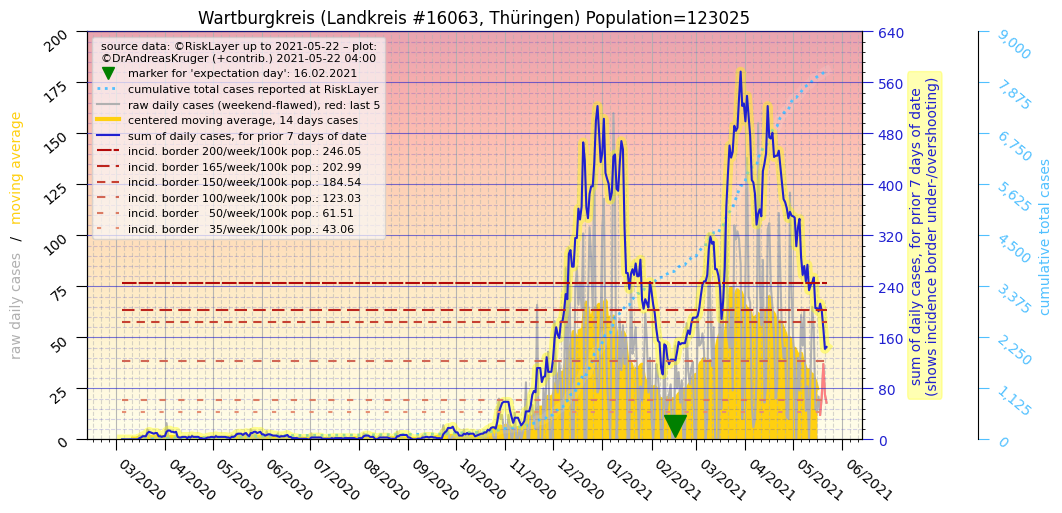 Wartburgkreis (Landkreis #16063, Thüringen) Population=123025
source data: ©RiskLayer up to 2021-05-22 – plot:
©DrAndreasKruger (+contrib.) 2021-05-22 04:00
marker for 'expectation day': 16.02.2021
cumulative total cases reported at RiskLayer
raw daily cases (weekend-flawed), red: last 5
centered moving average, 14 days cases
sum of daily cases, for prior 7 days of date
incid. border 200/week/100k pop.: 246.05
incid. border 165/week/100k pop.: 202.99
incid. border 150/week/100k pop.: 184.54
incid. border 100/week/100k pop.: 123.03
incid. border   50/week/100k pop.: 61.51
incid. border   35/week/100k pop.: 43.06
raw daily cases   /   moving average
200
175
150
125
100
75
50
25
0
03/2020
04/2020
05/2020
06/2020
07/2020
08/2020
09/2020
10/2020
11/2020
12/2020
01/2021
02/2021
03/2021
04/2021
05/2021
06/2021
640
560
480
400
320
240
160
80
0
sum of daily cases, for prior 7 days of date
(shows incidence border under-/overshooting)
9,000
7,875
6,750
5,625
4,500
3,375
2,250
1,125
0
cumulative total cases